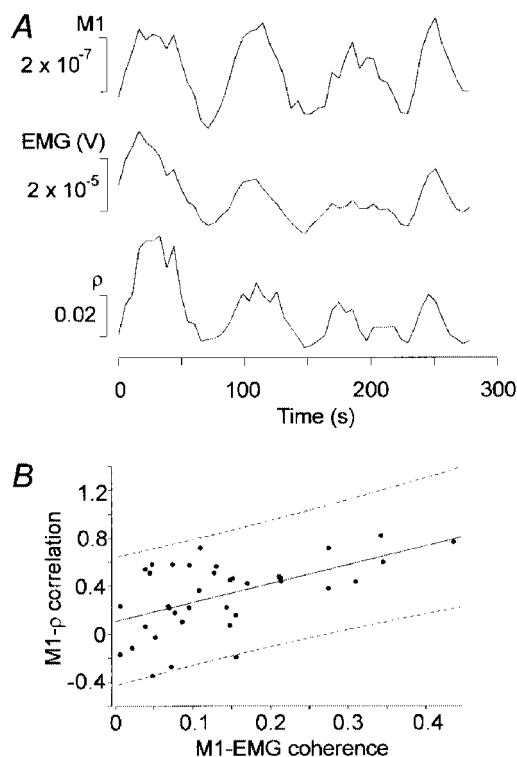 A
M1
2 x 10-7
EMG (V)
2 x 10-5
ρ
0.02
0 100 200 300
Time (s)
B
M1-ρ correlation
1.2
0.8
0.4
0
-0.4
0 0.1 0.2 0.3 0.4
M1-EMG coherence